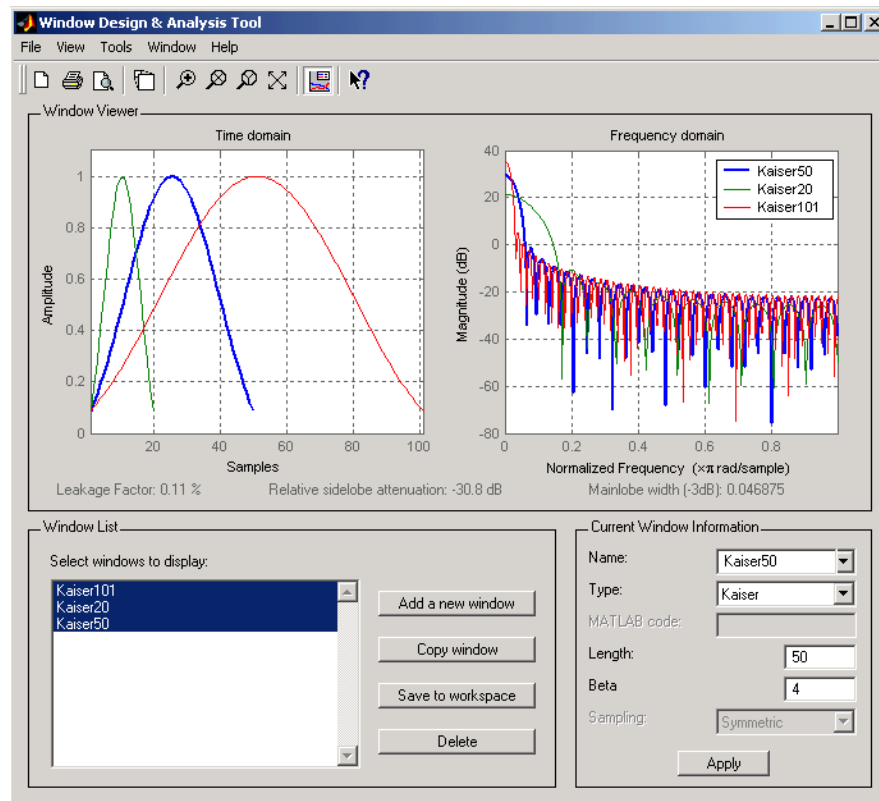 Window Design & Analysis Tool
File View Tools Window Help
Window Viewer
Time domain
Amplitude
1
0.8
0.6
0.4
0.2
0
20 40 60 80 100
Samples
Frequency domain
Magnitude (dB)
40
20
0
-20
-40
-60
-80
0 0.2 0.4 0.6 0.8
Normalized Frequency (×π rad/sample)
Kaiser50
Kaiser20
Kaiser101
Leakage Factor: 0.11 % Relative sidelobe attenuation: -30.8 dB Mainlobe width (-3dB): 0.046875
Window List
Select windows to display:
Kaiser101
Kaiser20
Kaiser50
Add a new window
Copy window
Save to workspace
Delete
Current Window Information
Name: Kaiser50
Type: Kaiser
MATLAB code:
Length: 50
Beta 4
Sampling: Symmetric
Apply